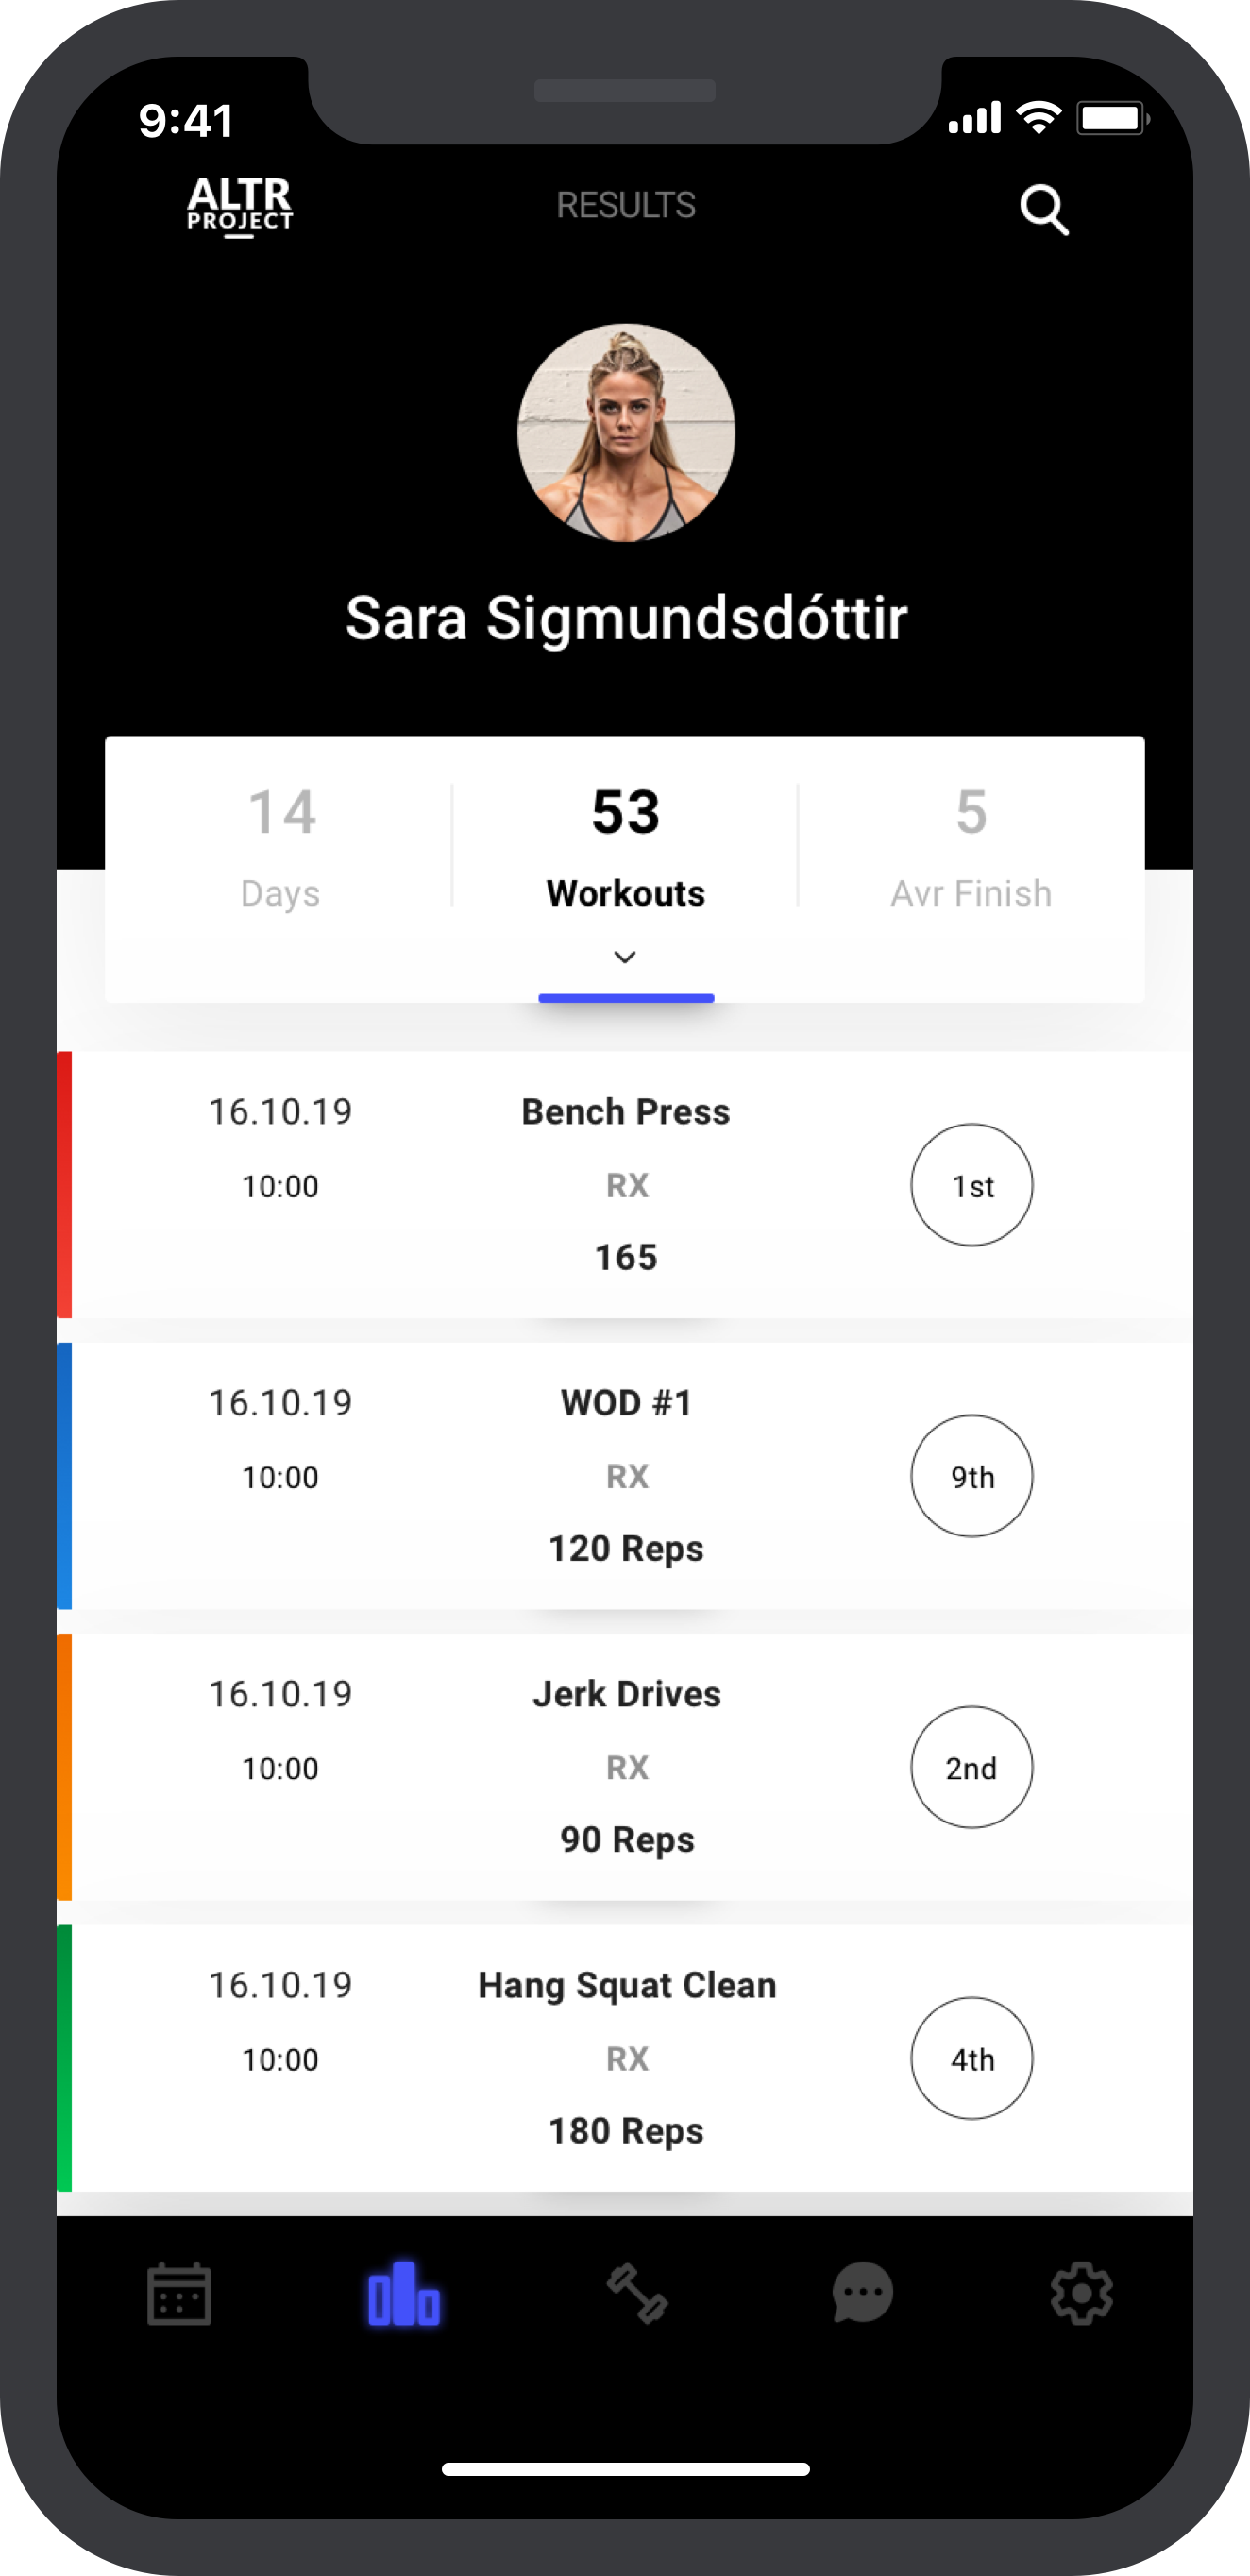 9:41
ALTR
PROJECT
RESULTS
Sara Sigmundsdóttir
14
Days
53
Workouts
5
Avr Finish
16.10.19
10:00
Bench Press
RX
165
1st
16.10.19
10:00
WOD #1
RX
120 Reps
9th
16.10.19
10:00
Jerk Drives
RX
90 Reps
2nd
16.10.19
10:00
Hang Squat Clean
RX
180 Reps
4th